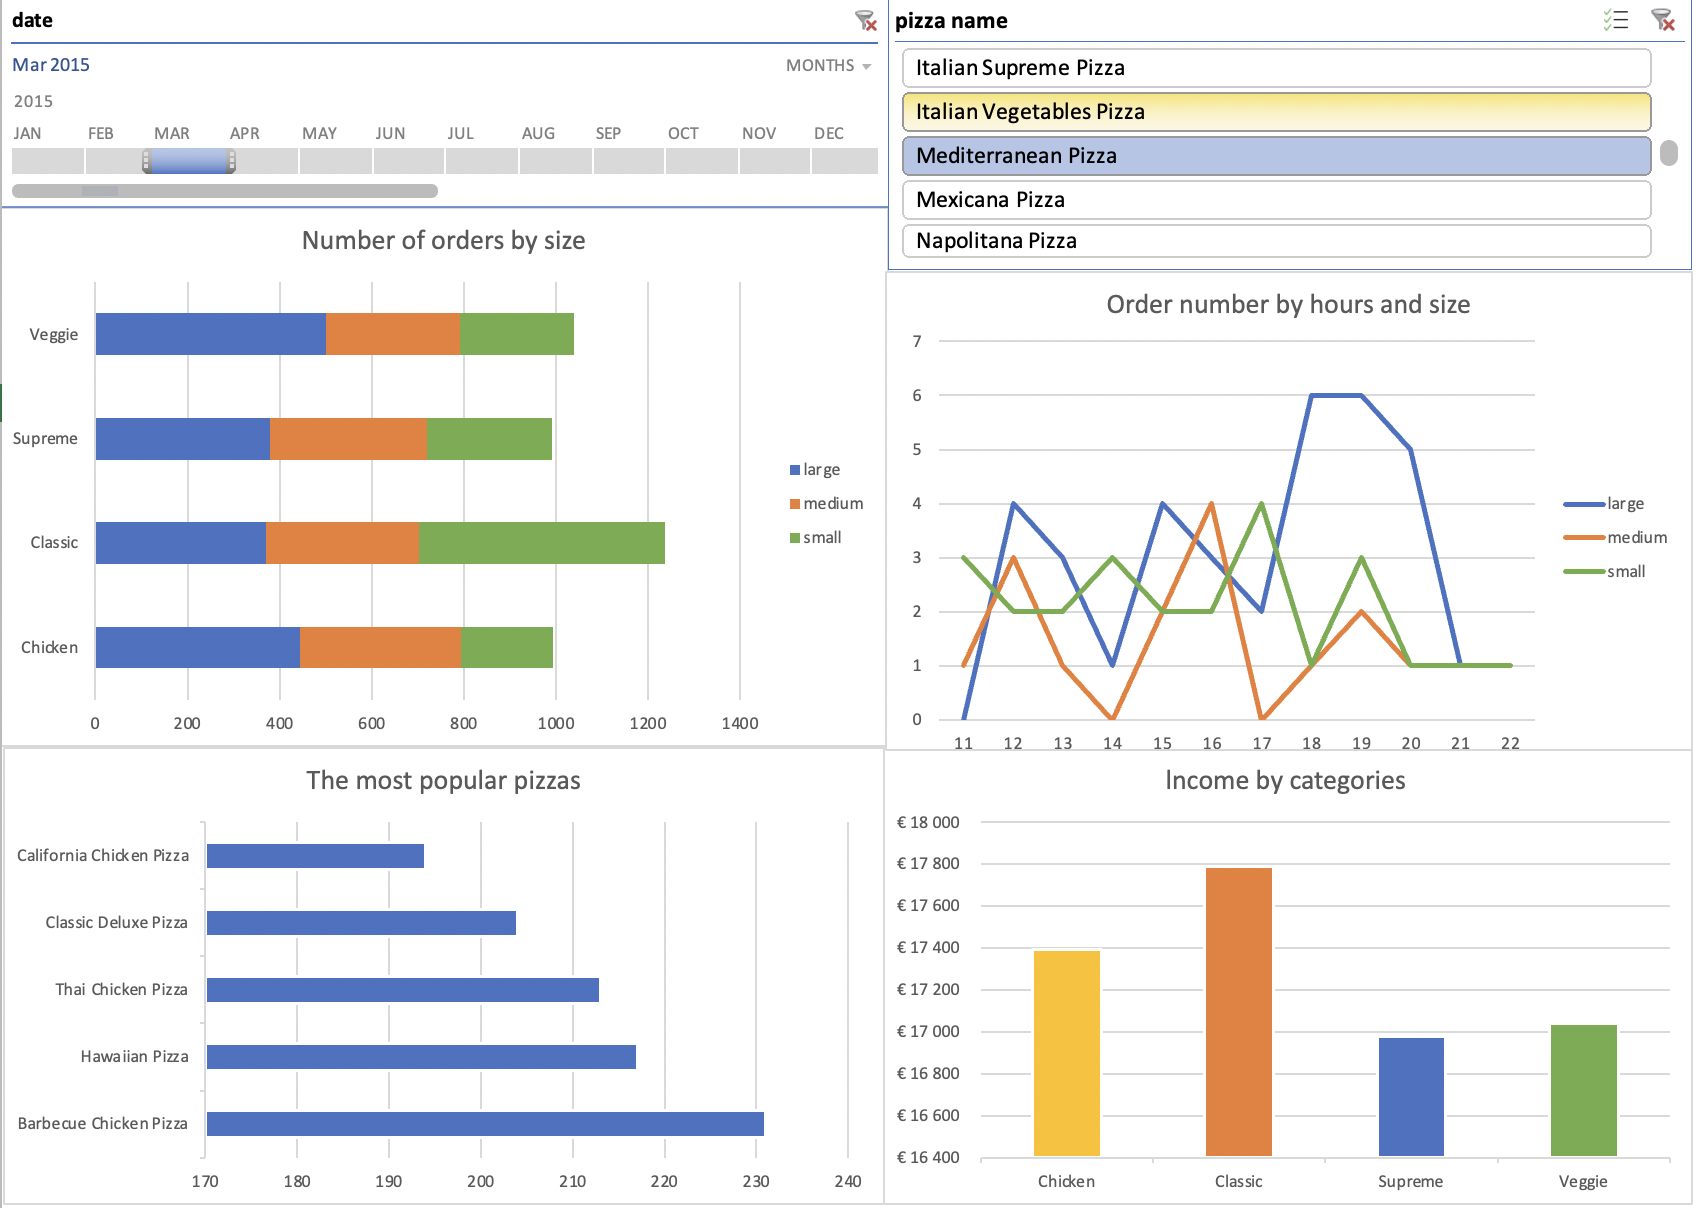 date
Mar 2015
MONTHS
2015
JAN FEB MAR APR MAY JUN JUL AUG SEP OCT NOV DEC
pizza name
Italian Supreme Pizza
Italian Vegetables Pizza
Mediterranean Pizza
Mexicana Pizza
Napolitana Pizza
Number of orders by size
Veggie
Supreme
Classic
Chicken
0 200 400 600 800 1000 1200 1400
large
medium
small
Order number by hours and size
7
6
5
4
3
2
1
0
11 12 13 14 15 16 17 18 19 20 21 22
large
medium
small
The most popular pizzas
California Chicken Pizza
Classic Deluxe Pizza
Thai Chicken Pizza
Hawaiian Pizza
Barbecue Chicken Pizza
170 180 190 200 210 220 230 240
Income by categories
€ 18 000
€ 17 800
€ 17 600
€ 17 400
€ 17 200
€ 17 000
€ 16 800
€ 16 600
€ 16 400
Chicken Classic Supreme Veggie